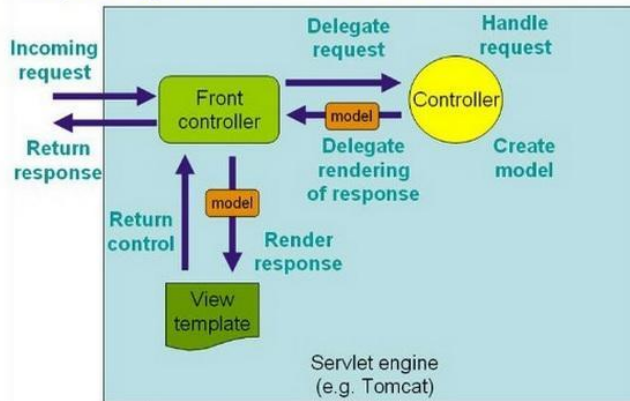 Incoming
request
Return
response
Front
controller
Delegate
request
Handle
request
Controller
model
Delegate
rendering
of response
Create
model
Return
control
model
Render
response
View
template
Servlet engine
(e.g. Tomcat)